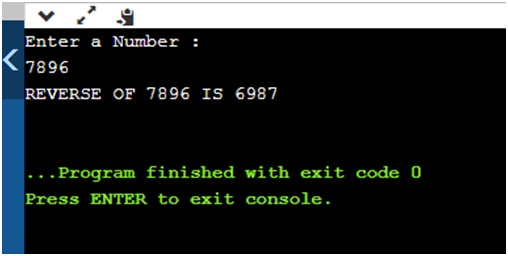 Enter a Number :
7896
REVERSE OF 7896 IS 6987
...Program finished with exit code 0
Press ENTER to exit console.